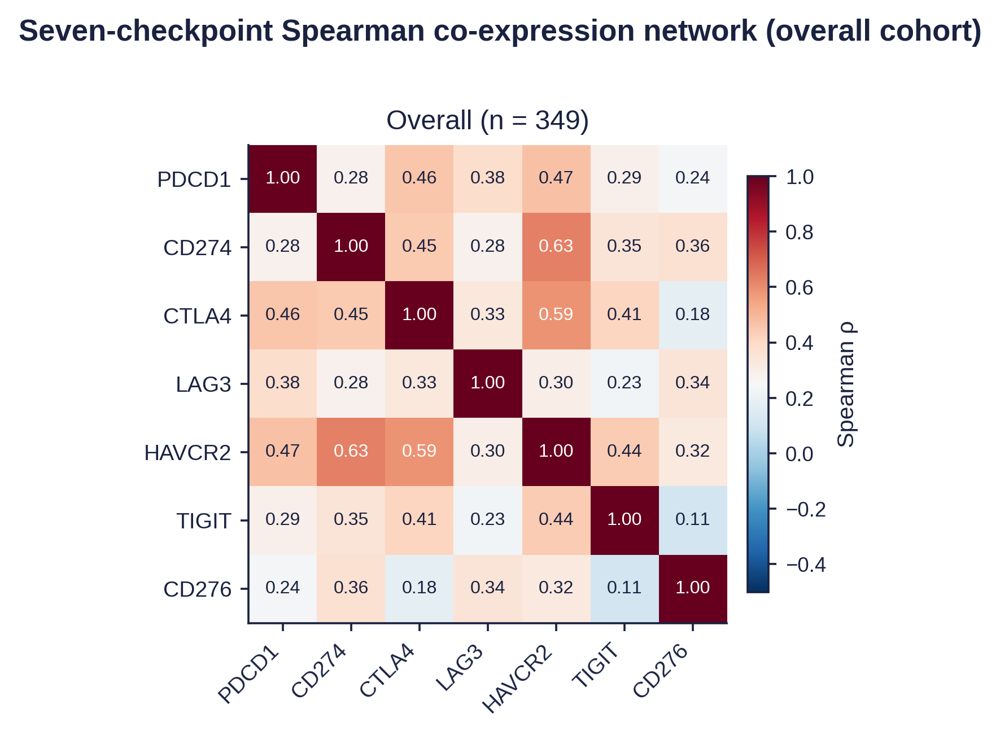 Seven-checkpoint Spearman co-expression network (overall cohort)
Overall (n = 349)
PDCD1 1.00 0.28 0.46 0.38 0.47 0.29 0.24
CD274 0.28 1.00 0.45 0.28 0.63 0.35 0.36
CTLA4 0.46 0.45 1.00 0.33 0.59 0.41 0.18
LAG3 0.38 0.28 0.33 1.00 0.30 0.23 0.34
HAVCR2 0.47 0.63 0.59 0.30 1.00 0.44 0.32
TIGIT 0.29 0.35 0.41 0.23 0.44 1.00 0.11
CD276 0.24 0.36 0.18 0.34 0.32 0.11 1.00
PDCD1 CD274 CTLA4 LAG3 HAVCR2 TIGIT CD276
1.0
0.8
0.6
0.4
0.2
0.0
−0.2
−0.4
Spearman ρ